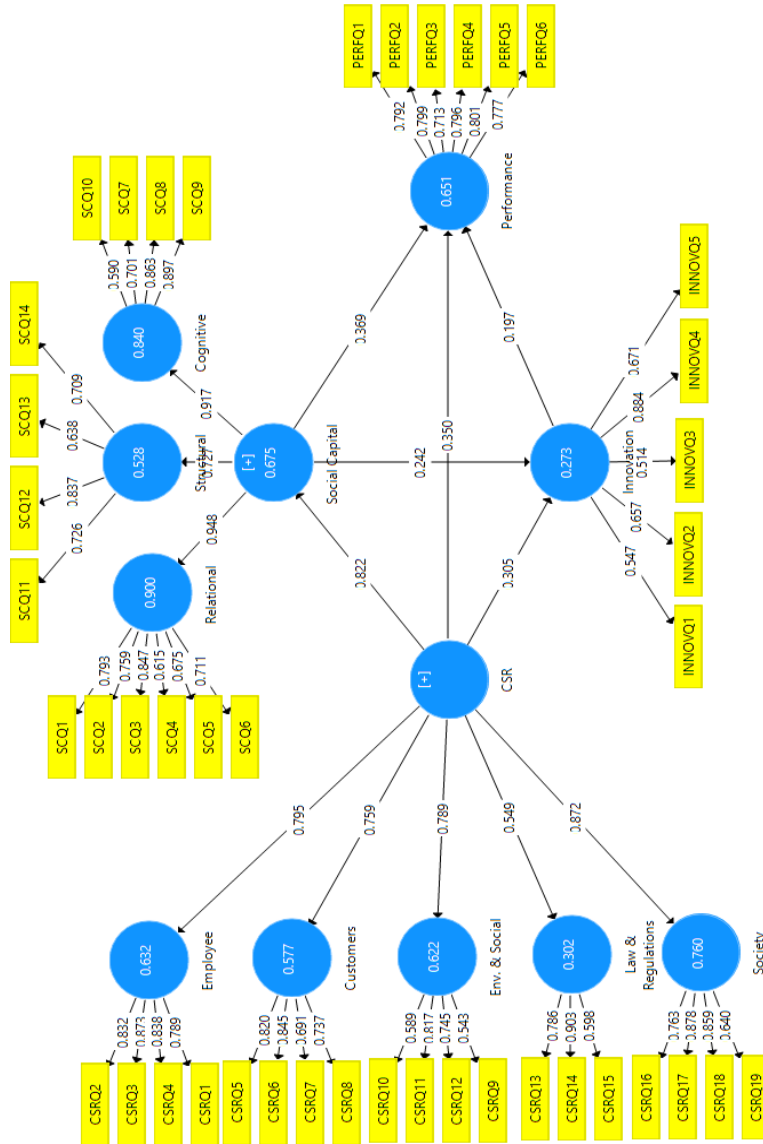 CSRQ2
CSRQ3
CSRQ4
CSRQ1
0.832
0.873
0.838
0.789
0.632
Employee
CSRQ5
CSRQ6
CSRQ7
CSRQ8
0.820
0.845
0.691
0.737
0.577
Customers
CSRQ10
CSRQ11
CSRQ12
CSRQ9
0.589
0.817
0.745
0.543
0.622
Env. & Social
CSRQ13
CSRQ14
CSRQ15
0.786
0.903
0.598
0.302
Law &
Regulations
CSRQ16
CSRQ17
CSRQ18
CSRQ19
0.763
0.878
0.859
0.640
0.760
Society
0.795
0.759
0.789
0.549
0.872
[+]
CSR
0.822
0.350
0.305
SCQ1
SCQ2
SCQ3
SCQ4
SCQ5
SCQ6
0.793
0.759
0.847
0.615
0.675
0.711
0.900
Relational
SCQ11
SCQ12
SCQ13
SCQ14
0.726
0.837
0.638
0.709
0.528
Structural
SCQ10
SCQ7
SCQ8
SCQ9
0.590
0.701
0.863
0.897
0.840
Cognitive
0.948
0.727
0.917
[+]
0.675
Social Capital
0.369
0.242
0.273
Innovation
0.197
0.547
0.657
0.514
0.884
0.671
INNOVQ1
INNOVQ2
INNOVQ3
INNOVQ4
INNOVQ5
0.651
Performance
0.792
0.799
0.713
0.796
0.801
0.777
PERFQ1
PERFQ2
PERFQ3
PERFQ4
PERFQ5
PERFQ6